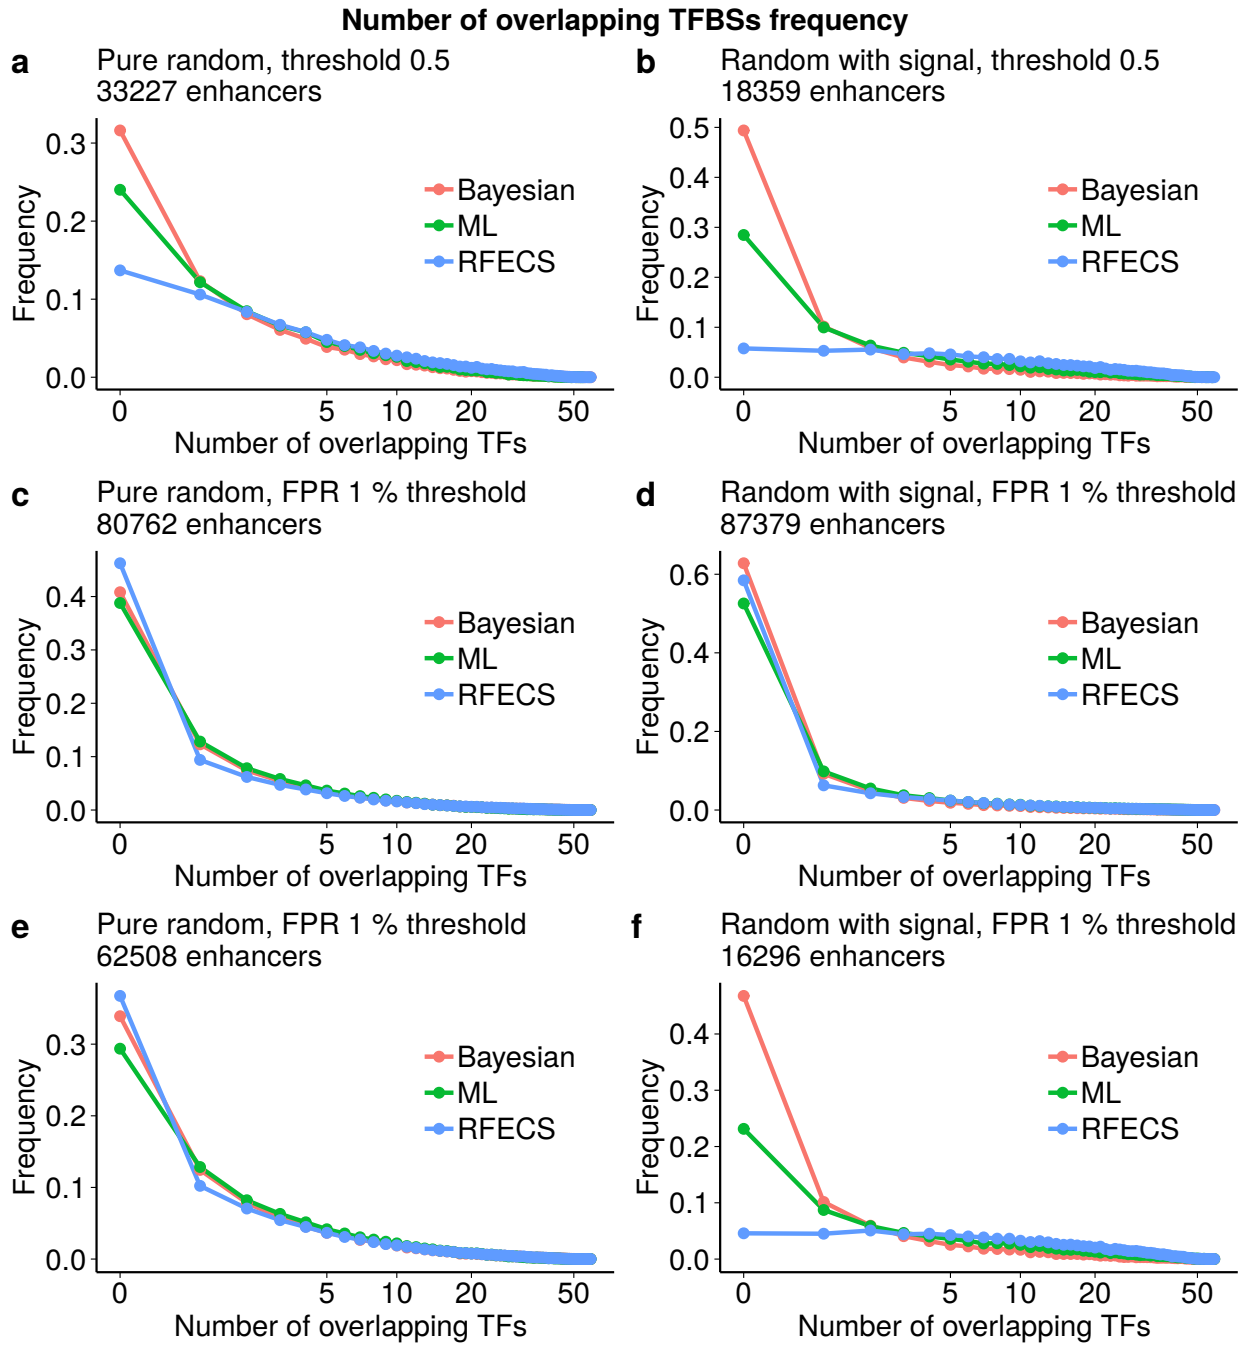 Number of overlapping TFBSs frequency
a
Pure random, threshold 0.5
33227 enhancers
Frequency
0.3
0.2
0.1
0.0
Bayesian
ML
RFECS
0 5 10 20 50
Number of overlapping TFs
b
Random with signal, threshold 0.5
18359 enhancers
Frequency
0.5
0.4
0.3
0.2
0.1
0.0
Bayesian
ML
RFECS
0 5 10 20 50
Number of overlapping TFs
c
Pure random, FPR 1 % threshold
80762 enhancers
Frequency
0.4
0.3
0.2
0.1
0.0
Bayesian
ML
RFECS
0 5 10 20 50
Number of overlapping TFs
d
Random with signal, FPR 1 % threshold
87379 enhancers
Frequency
0.6
0.4
0.2
0.0
Bayesian
ML
RFECS
0 5 10 20 50
Number of overlapping TFs
e
Pure random, FPR 1 % threshold
62508 enhancers
Frequency
0.3
0.2
0.1
0.0
Bayesian
ML
RFECS
0 5 10 20 50
Number of overlapping TFs
f
Random with signal, FPR 1 % threshold
16296 enhancers
Frequency
0.4
0.3
0.2
0.1
0.0
Bayesian
ML
RFECS
0 5 10 20 50
Number of overlapping TFs